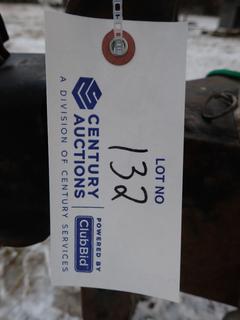 CENTURY
AUCTIONS
A DIVISION OF CENTURY SERVICES
POWERED BY
ClubBid
LOT NO
132